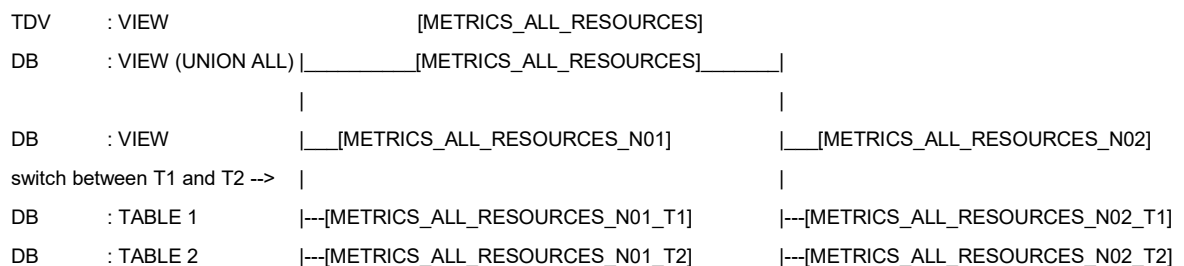 TDV : VIEW [METRICS_ALL_RESOURCES]
DB : VIEW (UNION ALL) |__________[METRICS_ALL_RESOURCES]_______|
| |
DB : VIEW |___[METRICS_ALL_RESOURCES_N01] |___[METRICS_ALL_RESOURCES_N02]
switch between T1 and T2 --> | |
DB : TABLE 1 |---[METRICS_ALL_RESOURCES_N01_T1] |---[METRICS_ALL_RESOURCES_N02_T1]
DB : TABLE 2 |---[METRICS_ALL_RESOURCES_N01_T2] |---[METRICS_ALL_RESOURCES_N02_T2]